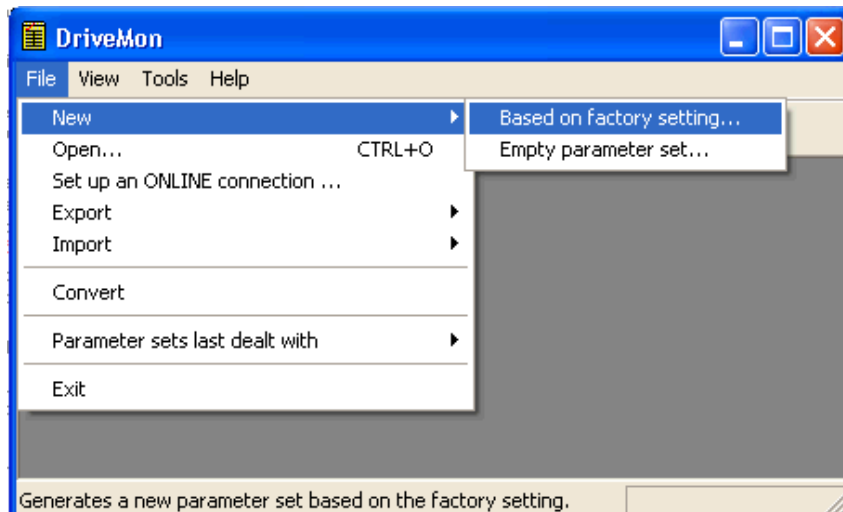 DriveMon
File View Tools Help
New
Based on factory setting...
Open... CTRL+O
Empty parameter set...
Set up an ONLINE connection ...
Export
Import
Convert
Parameter sets last dealt with
Exit
Generates a new parameter set based on the factory setting.